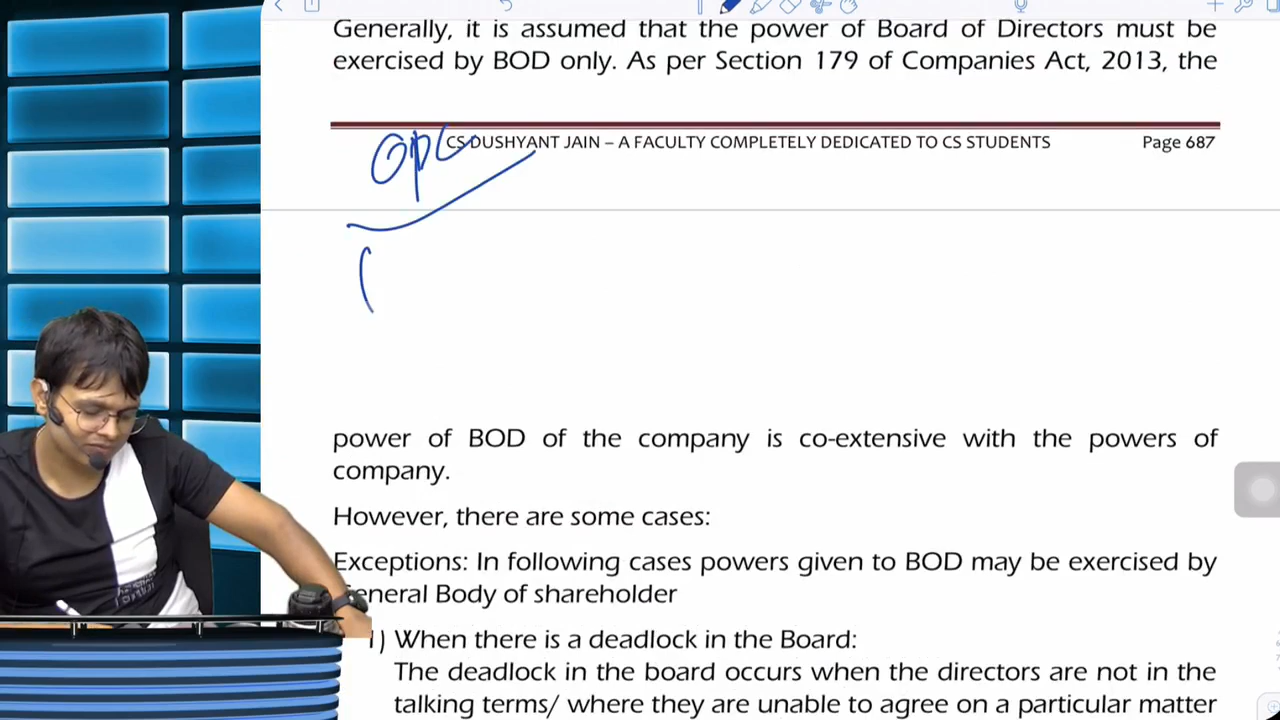 Generally, it is assumed that the power of Board of Directors must be
exercised by BOD only. As per Section 179 of Companies Act, 2013, the
CS DUSHYANT JAIN – A FACULTY COMPLETELY DEDICATED TO CS STUDENTS Page 687
OPC
power of BOD of the company is co-extensive with the powers of
company.
However, there are some cases:
Exceptions: In following cases powers given to BOD may be exercised by
General Body of shareholder
1) When there is a deadlock in the Board:
The deadlock in the board occurs when the directors are not in the
talking terms/ where they are unable to agree on a particular matter